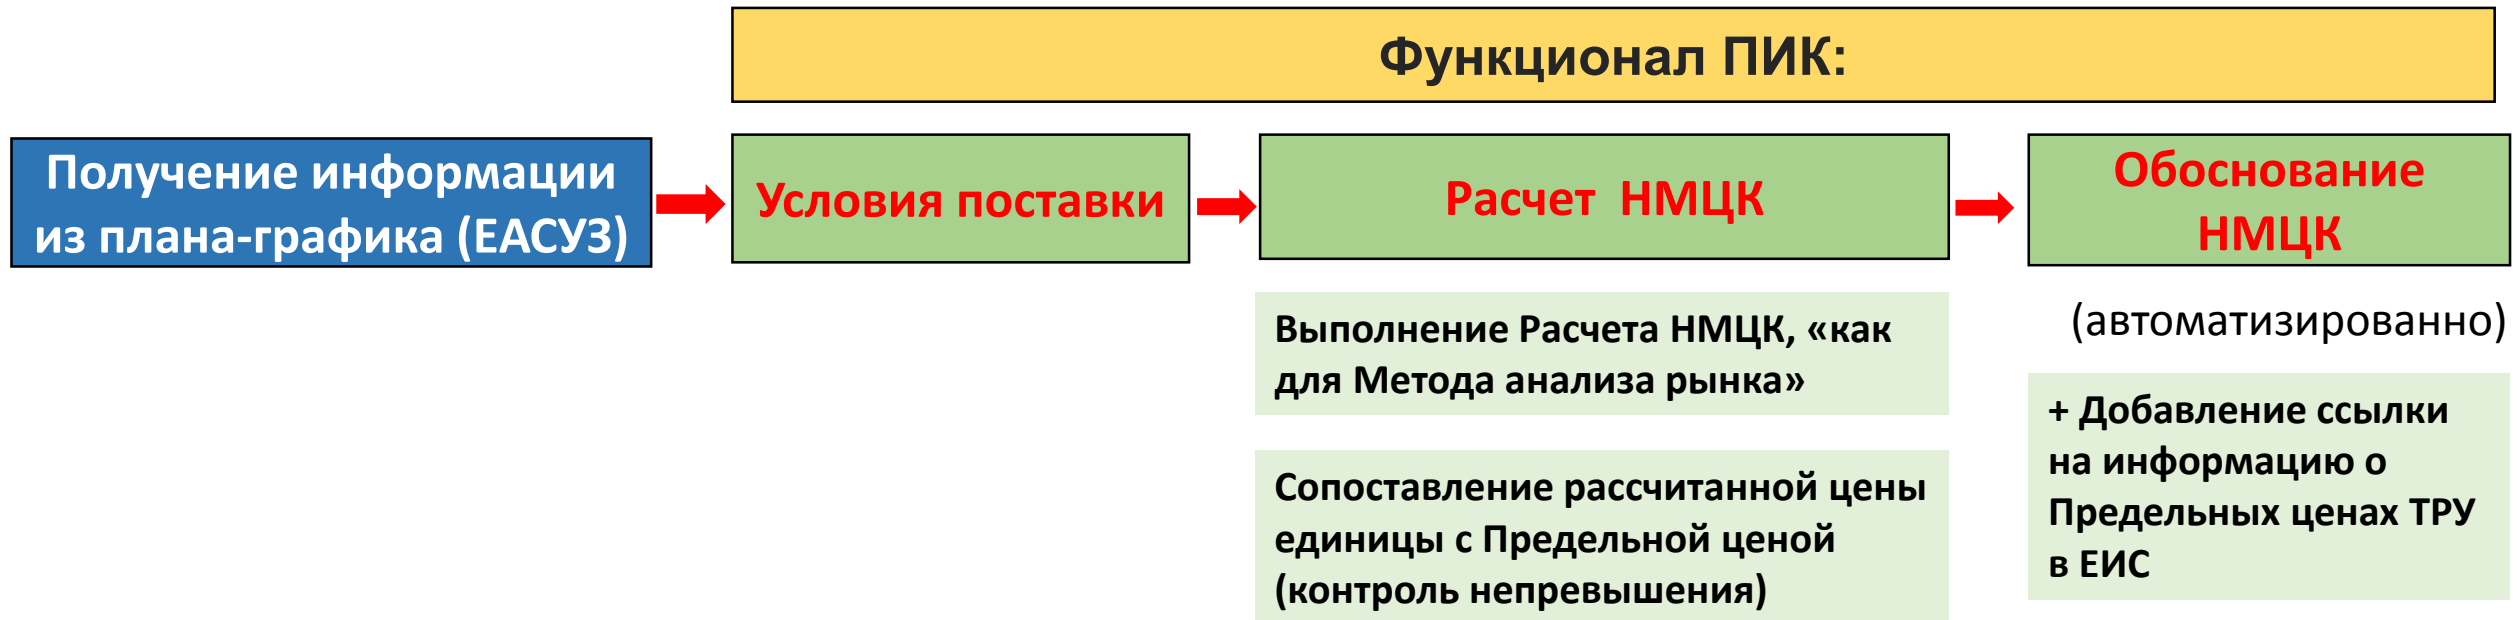 Функционал ПИК:
Получение информации
из плана-графика (ЕАСУЗ)
Условия поставки
Расчет НМЦК
Обоснование
НМЦК
Выполнение Расчета НМЦК, «как
для Метода анализа рынка»
Сопоставление рассчитанной цены
единицы с Предельной ценой
(контроль непревышения)
(автоматизированно)
+ Добавление ссылки
на информацию о
Предельных ценах ТРУ
в ЕИС